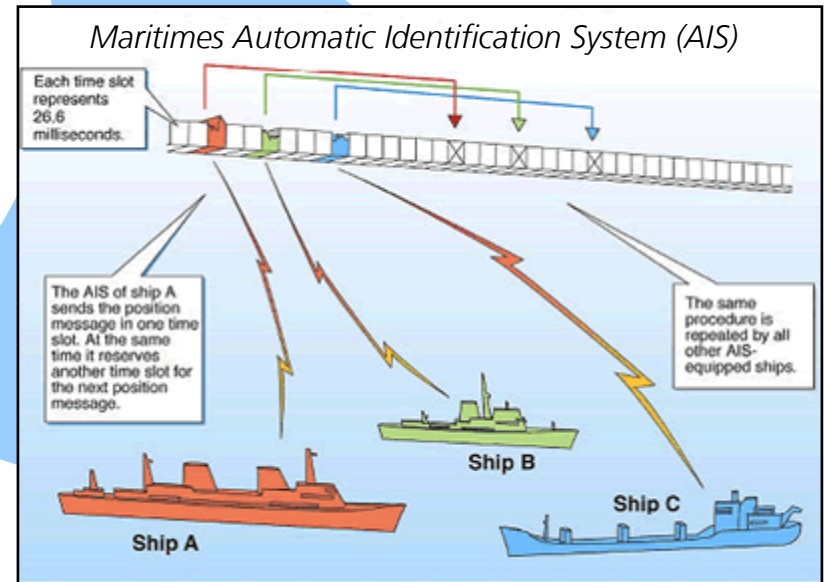 Maritimes Automatic Identification System (AIS)
Each time slot
represents
26.6
milliseconds.
The AIS of ship A
sends the position
message in one time
slot. At the same
time it reserves
another time slot for
the next position
message.
The same
procedure is
repeated by all
other AIS-
equipped ships.
Ship B
Ship C
Ship A